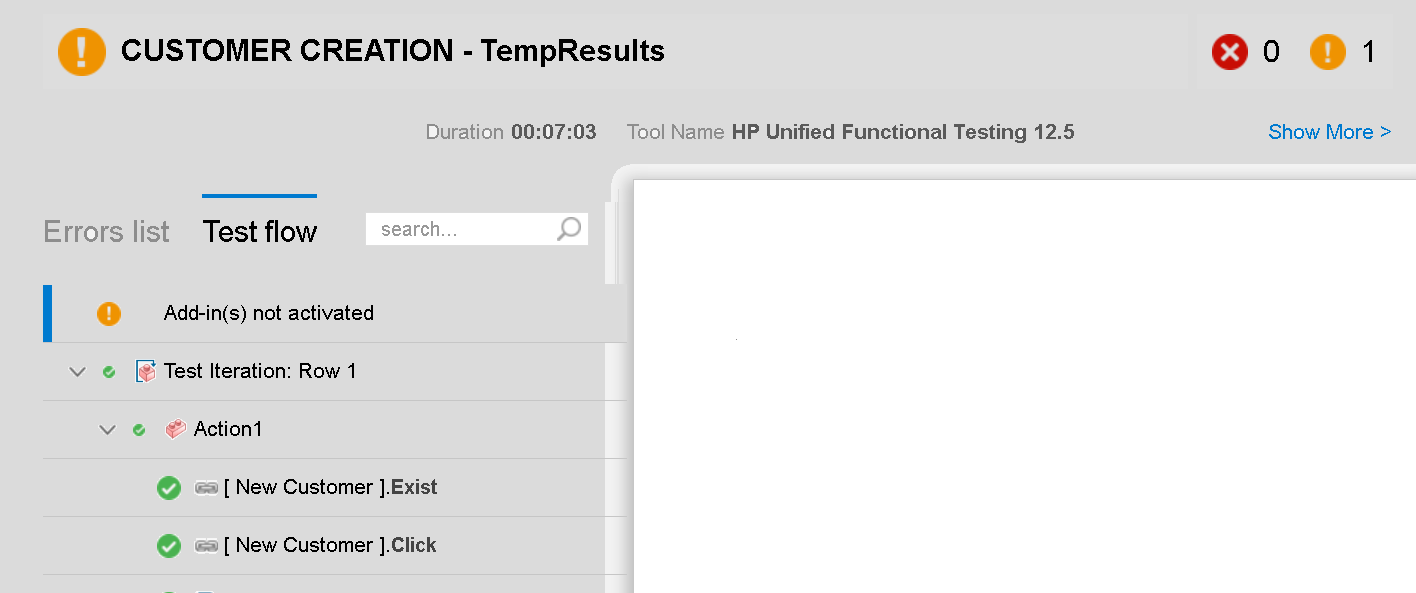 CUSTOMER CREATION - TempResults
0
1
Duration 00:07:03 Tool Name HP Unified Functional Testing 12.5
Show More >
Errors list
Test flow
search...
Add-in(s) not activated
Test Iteration: Row 1
Action1
[ New Customer ].Exist
[ New Customer ].Click